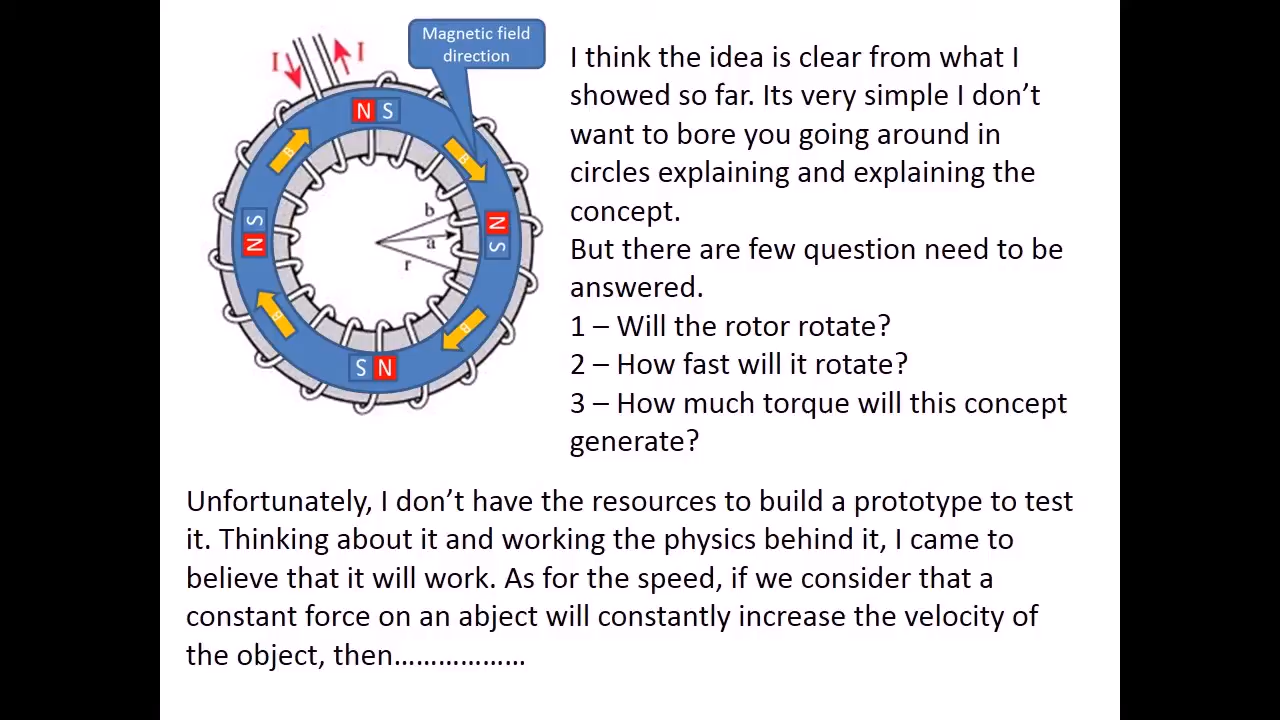 Magnetic field
direction
I
I
N S
B
B
S
N
N
S
b
a
r
B
B
S N
I think the idea is clear from what I
showed so far. Its very simple I don't
want to bore you going around in
circles explaining and explaining the
concept.
But there are few question need to be
answered.
1 – Will the rotor rotate?
2 – How fast will it rotate?
3 – How much torque will this concept
generate?
Unfortunately, I don't have the resources to build a prototype to test
it. Thinking about it and working the physics behind it, I came to
believe that it will work. As for the speed, if we consider that a
constant force on an abject will constantly increase the velocity of
the object, then………………